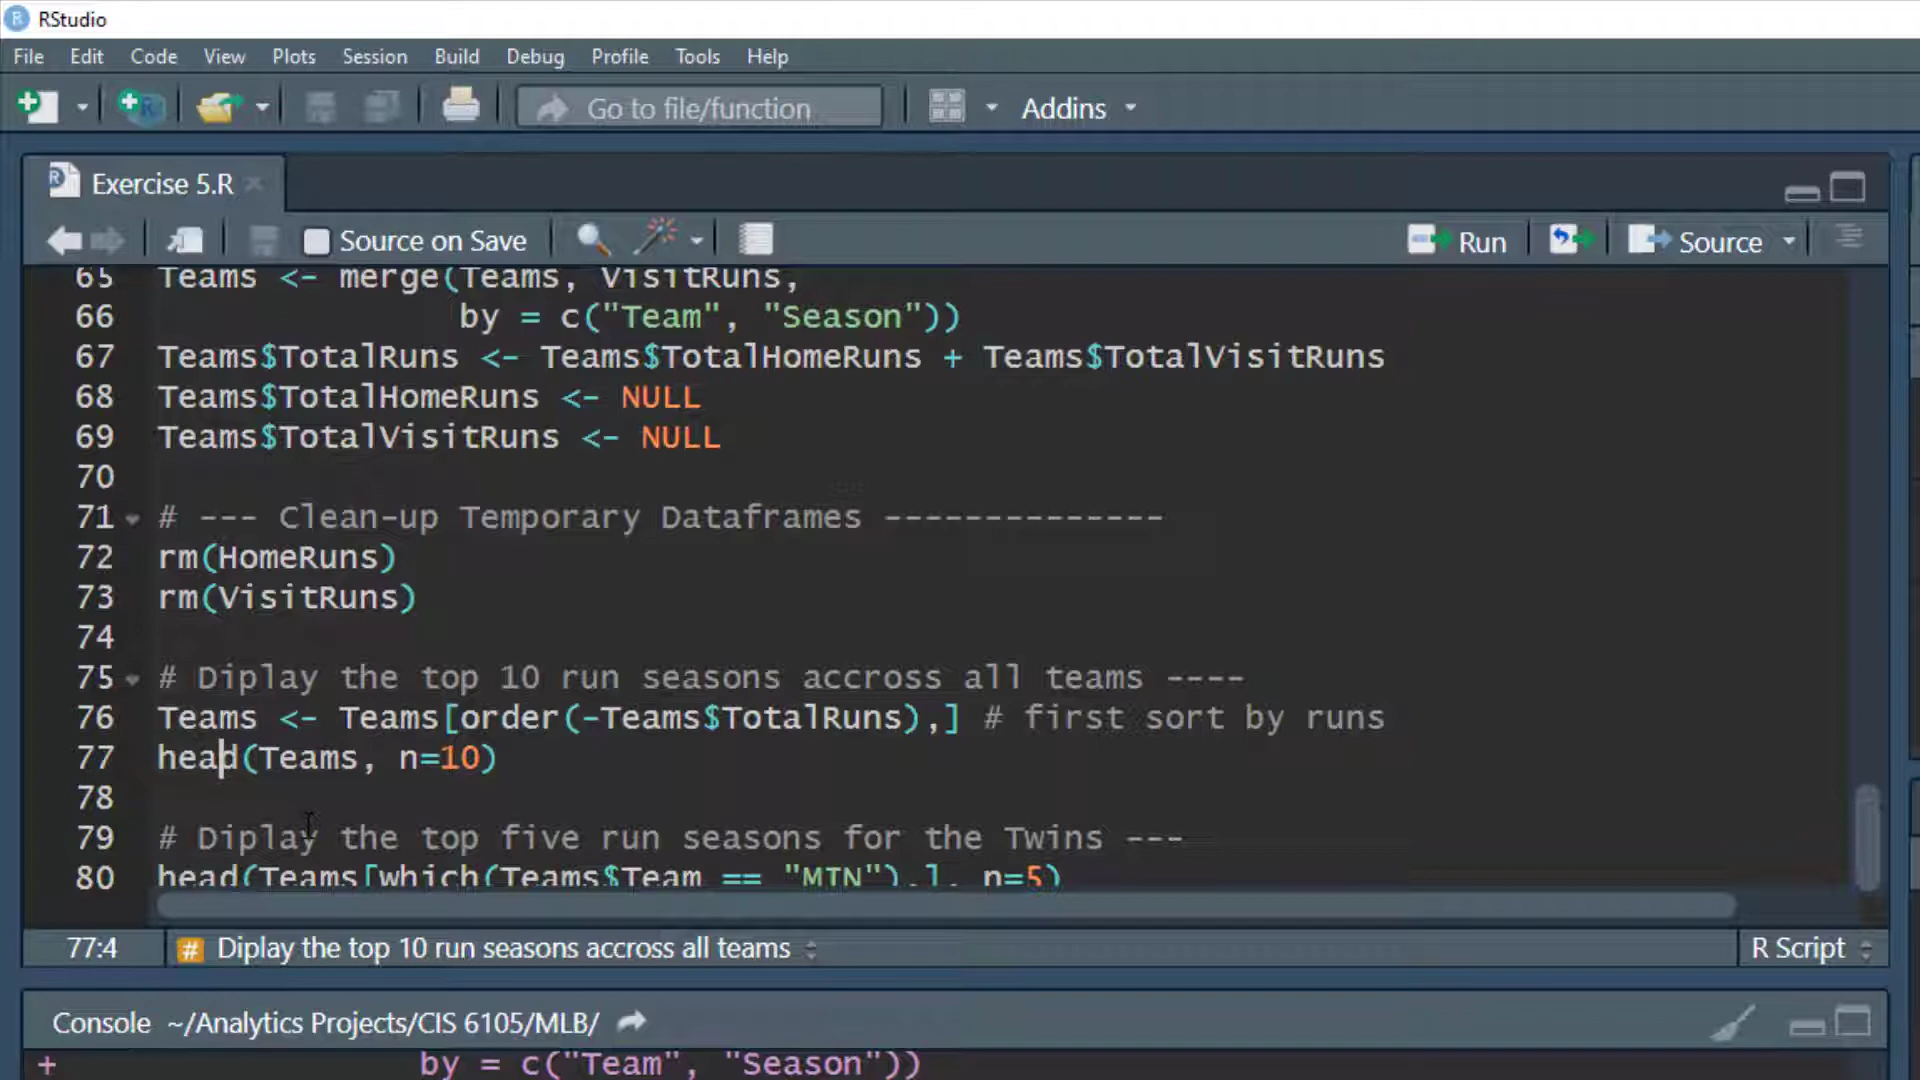 RStudio
File Edit Code View Plots Session Build Debug Profile Tools Help
Go to file/function Addins
Exercise 5.R
Source on Save Run Source
65 Teams <- merge(Teams, VisitRuns,
66 by = c("Team", "Season"))
67 Teams$TotalRuns <- Teams$TotalHomeRuns + Teams$TotalVisitRuns
68 Teams$TotalHomeRuns <- NULL
69 Teams$TotalVisitRuns <- NULL
70
71 # --- Clean-up Temporary Dataframes --------------
72 rm(HomeRuns)
73 rm(VisitRuns)
74
75 # Diplay the top 10 run seasons accross all teams ----
76 Teams <- Teams[order(-Teams$TotalRuns),] # first sort by runs
77 head(Teams, n=10)
78
79 # Diplay the top five run seasons for the Twins ---
80 head(Teams[which(Teams$Team == "MIN"),], n=5)
77:4 # Diplay the top 10 run seasons accross all teams R Script
Console ~/Analytics Projects/CIS 6105/MLB/
+ by = c("Team", "Season"))